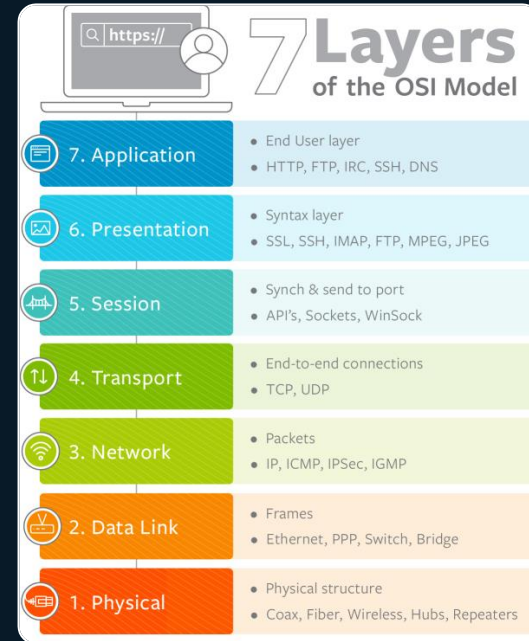 https://
7 Layers
of the OSI Model
7. Application
• End User layer
• HTTP, FTP, IRC, SSH, DNS
6. Presentation
• Syntax layer
• SSL, SSH, IMAP, FTP, MPEG, JPEG
5. Session
• Synch & send to port
• API's, Sockets, WinSock
4. Transport
• End-to-end connections
• TCP, UDP
3. Network
• Packets
• IP, ICMP, IPSec, IGMP
2. Data Link
• Frames
• Ethernet, PPP, Switch, Bridge
1. Physical
• Physical structure
• Coax, Fiber, Wireless, Hubs, Repeaters